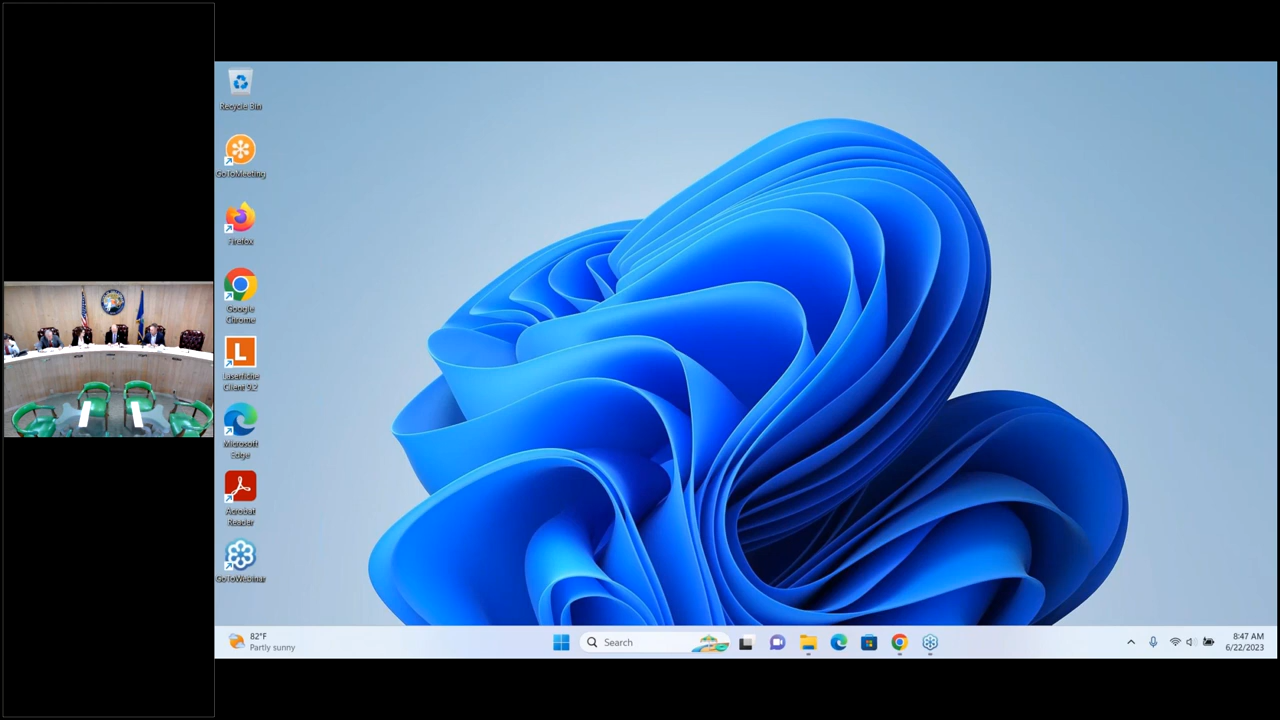 Recycle Bin
GoToMeeting
Firefox
Google
Chrome
L
Laserfiche
Client 9.2
Microsoft
Edge
Acrobat
Reader
GoToWebinar
82°F
Partly sunny
Search
8:47 AM
6/22/2023